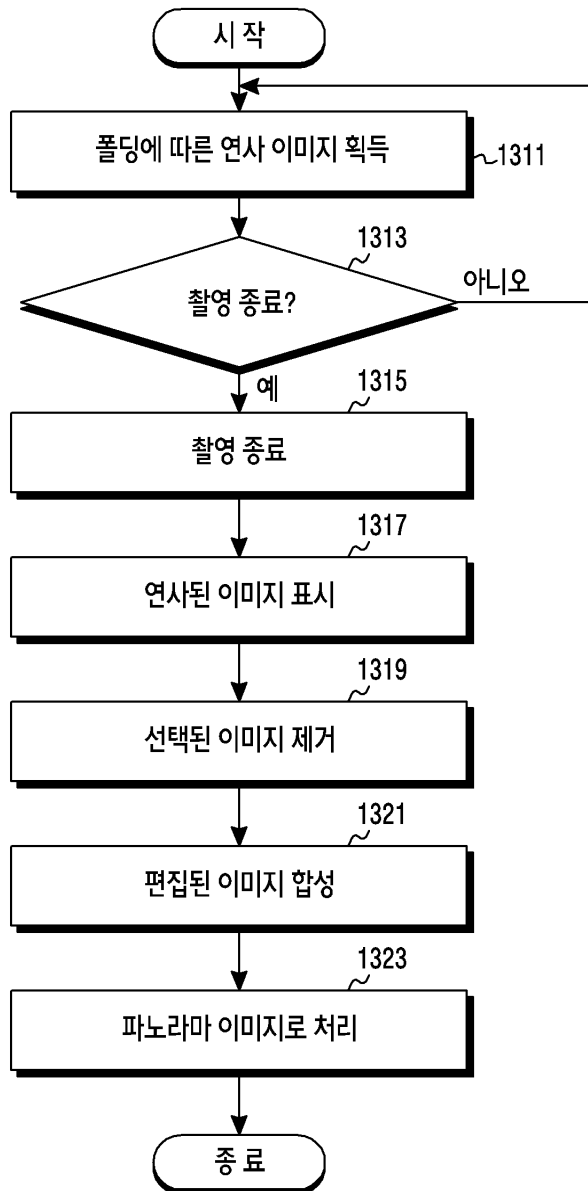 시 작
폴딩에 따른 연사 이미지 획득
1311
1313
촬영 종료?
아니오
예
1315
촬영 종료
1317
연사된 이미지 표시
1319
선택된 이미지 제거
1321
편집된 이미지 합성
1323
파노라마 이미지로 처리
종 료